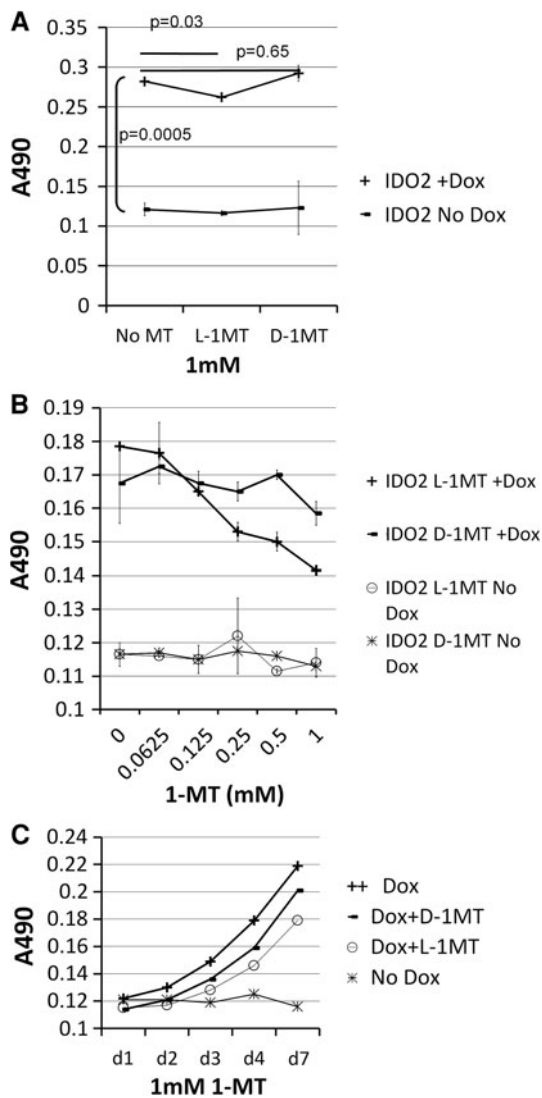 A
0.35
0.3
0.25
0.2
0.15
0.1
0.05
0
A490
p=0.03
p=0.65
p=0.0005
IDO2 +Dox
IDO2 No Dox
No MT L-1MT D-1MT
1mM
B
0.19
0.18
0.17
0.16
0.15
0.14
0.13
0.12
0.11
0.1
A490
IDO2 L-1MT +Dox
IDO2 D-1MT +Dox
IDO2 L-1MT No
Dox
IDO2 D-1MT No
Dox
0 0.0625 0.125 0.25 0.5 1
1-MT (mM)
C
0.24
0.22
0.2
0.18
0.16
0.14
0.12
0.1
A490
Dox
Dox+D-1MT
Dox+L-1MT
No Dox
d1 d2 d3 d4 d7
1mM 1-MT